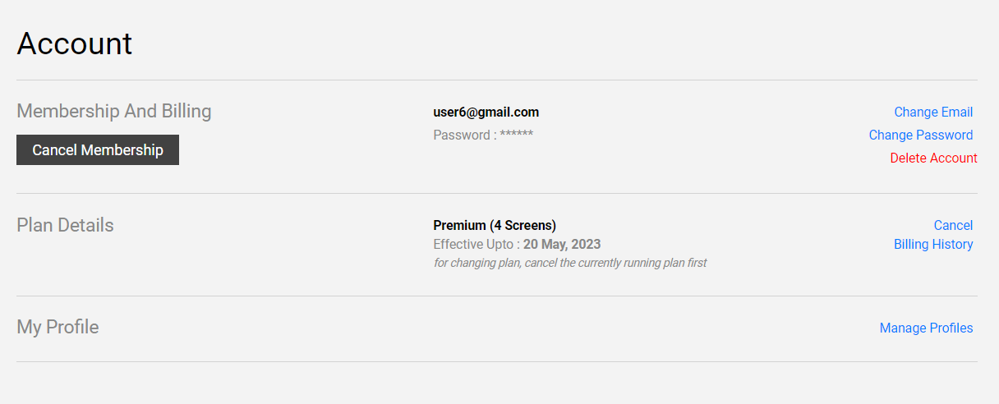 Account
Membership And Billing
Cancel Membership
user6@gmail.com
Password : ******
Change Email
Change Password
Delete Account
Plan Details
Premium (4 Screens)
Effective Upto : 20 May, 2023
for changing plan, cancel the currently running plan first
Cancel
Billing History
My Profile
Manage Profiles